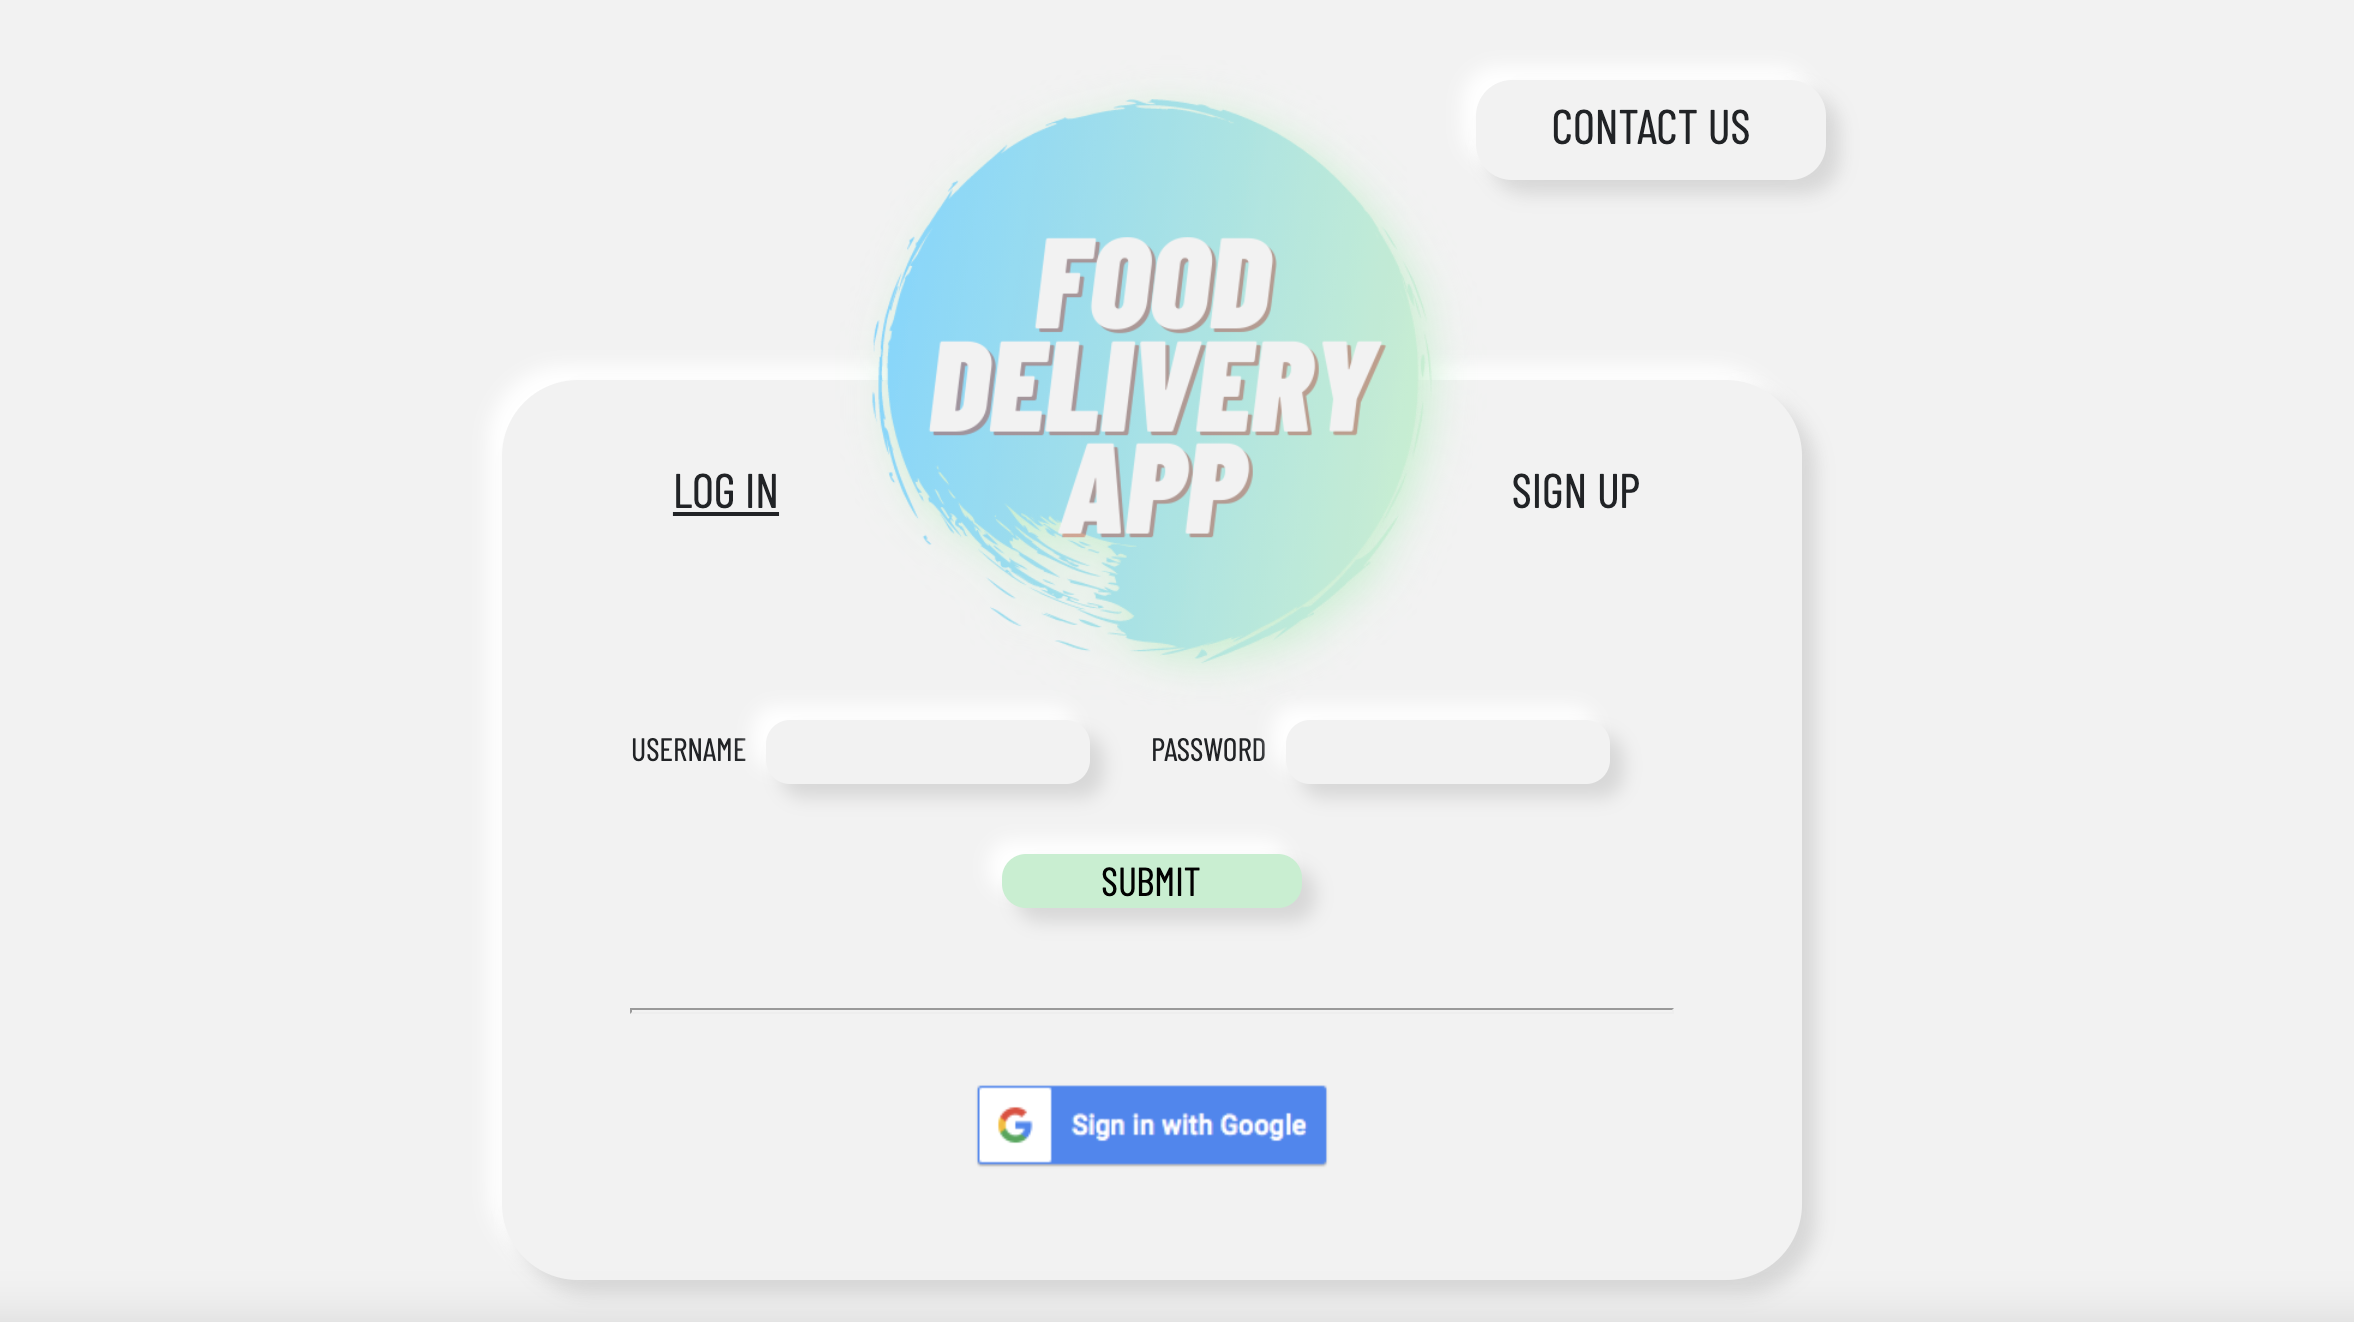 CONTACT US
FOOD
DELIVERY
APP
LOG IN
SIGN UP
USERNAME
PASSWORD
SUBMIT
Sign in with Google